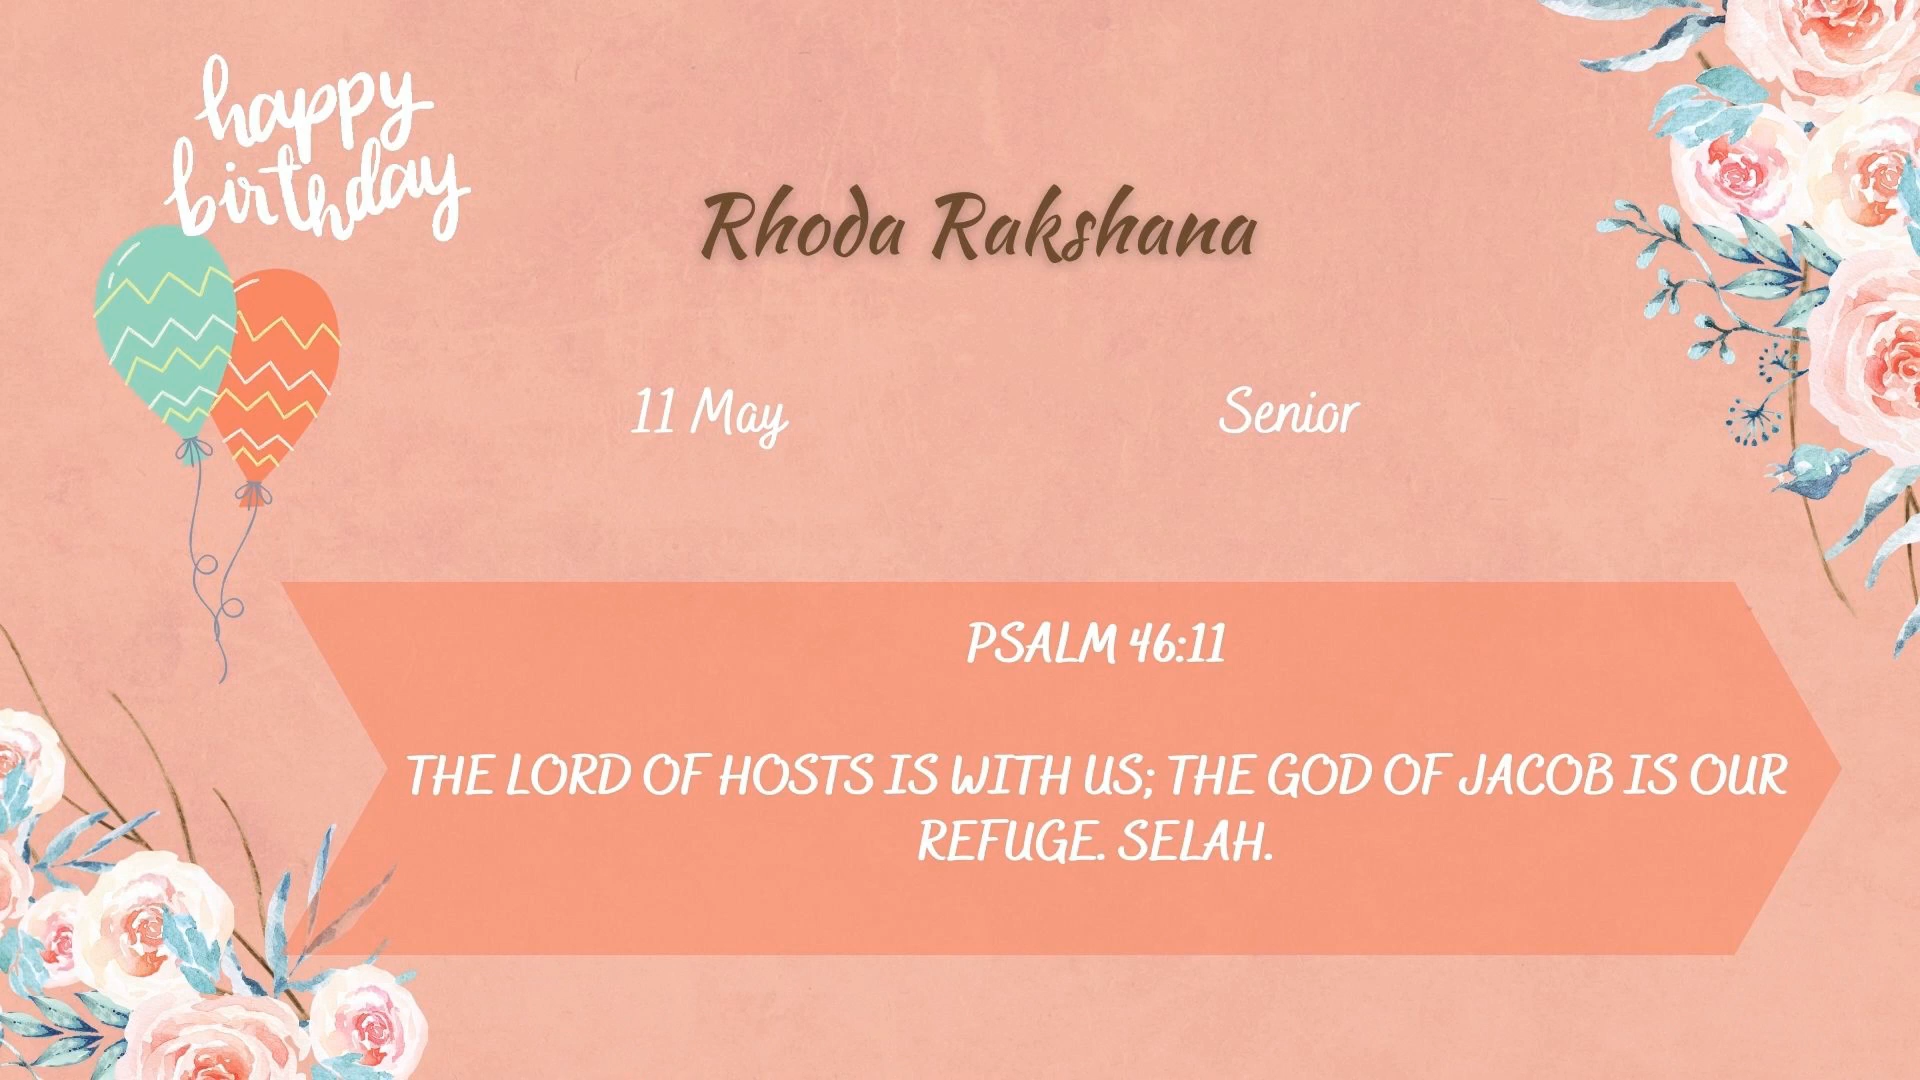 happy
birthday
Rhoda Rakshana
11 May
Senior
PSALM 46:11
THE LORD OF HOSTS IS WITH US; THE GOD OF JACOB IS OUR
REFUGE. SELAH.